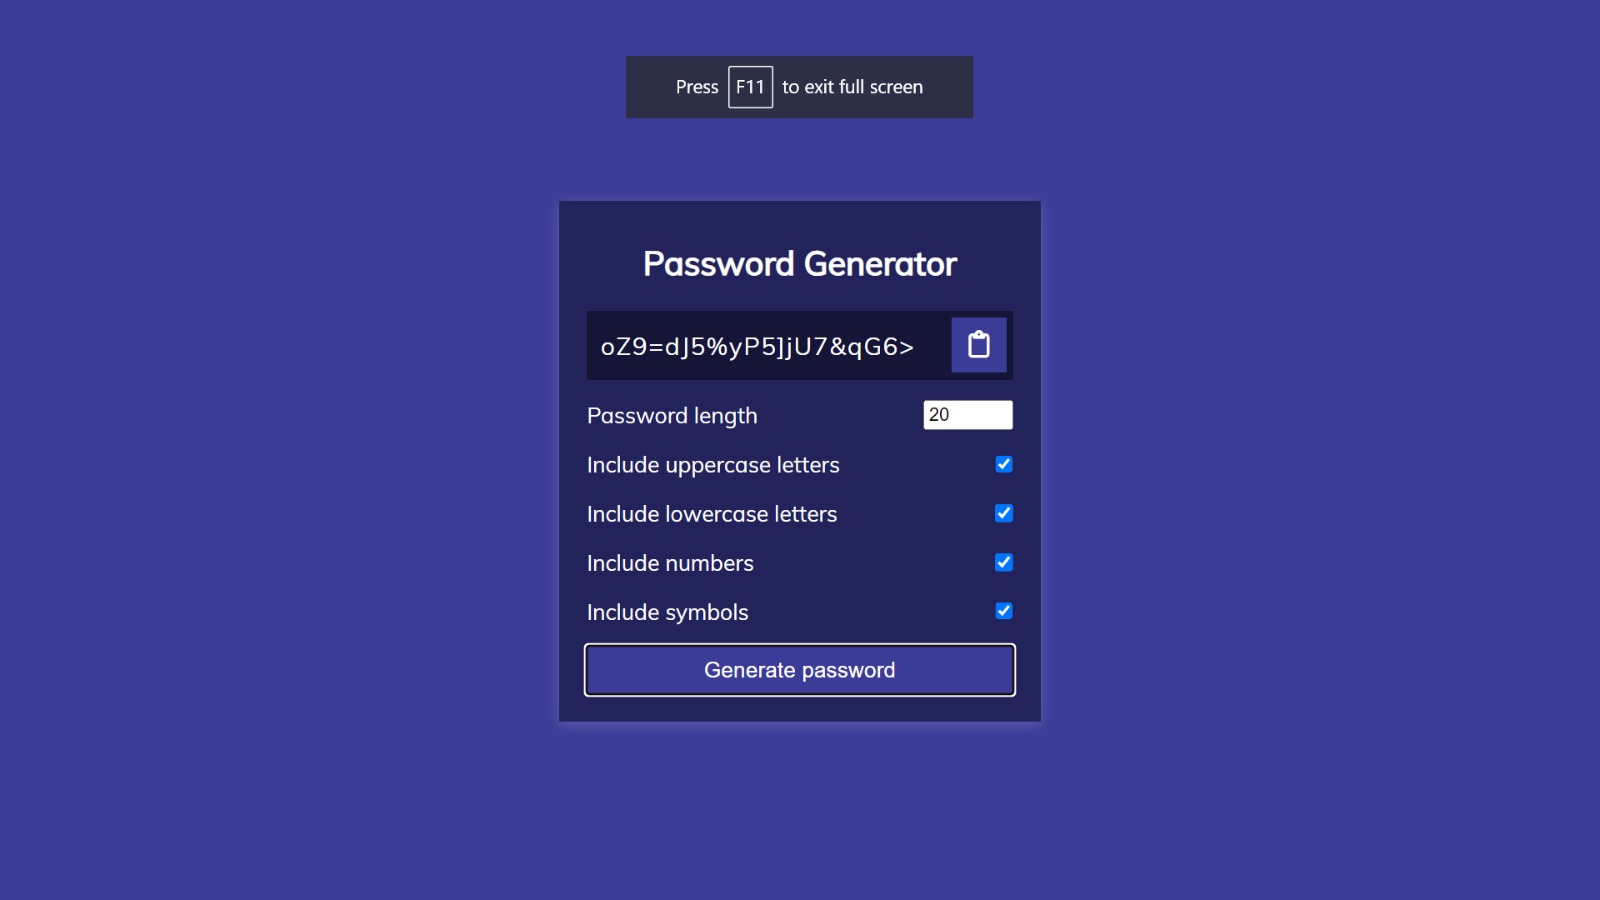 Press F11 to exit full screen
Password Generator
oZ9=dJ5%yP5]jU7&qG6>
Password length 20
Include uppercase letters
Include lowercase letters
Include numbers
Include symbols
Generate password